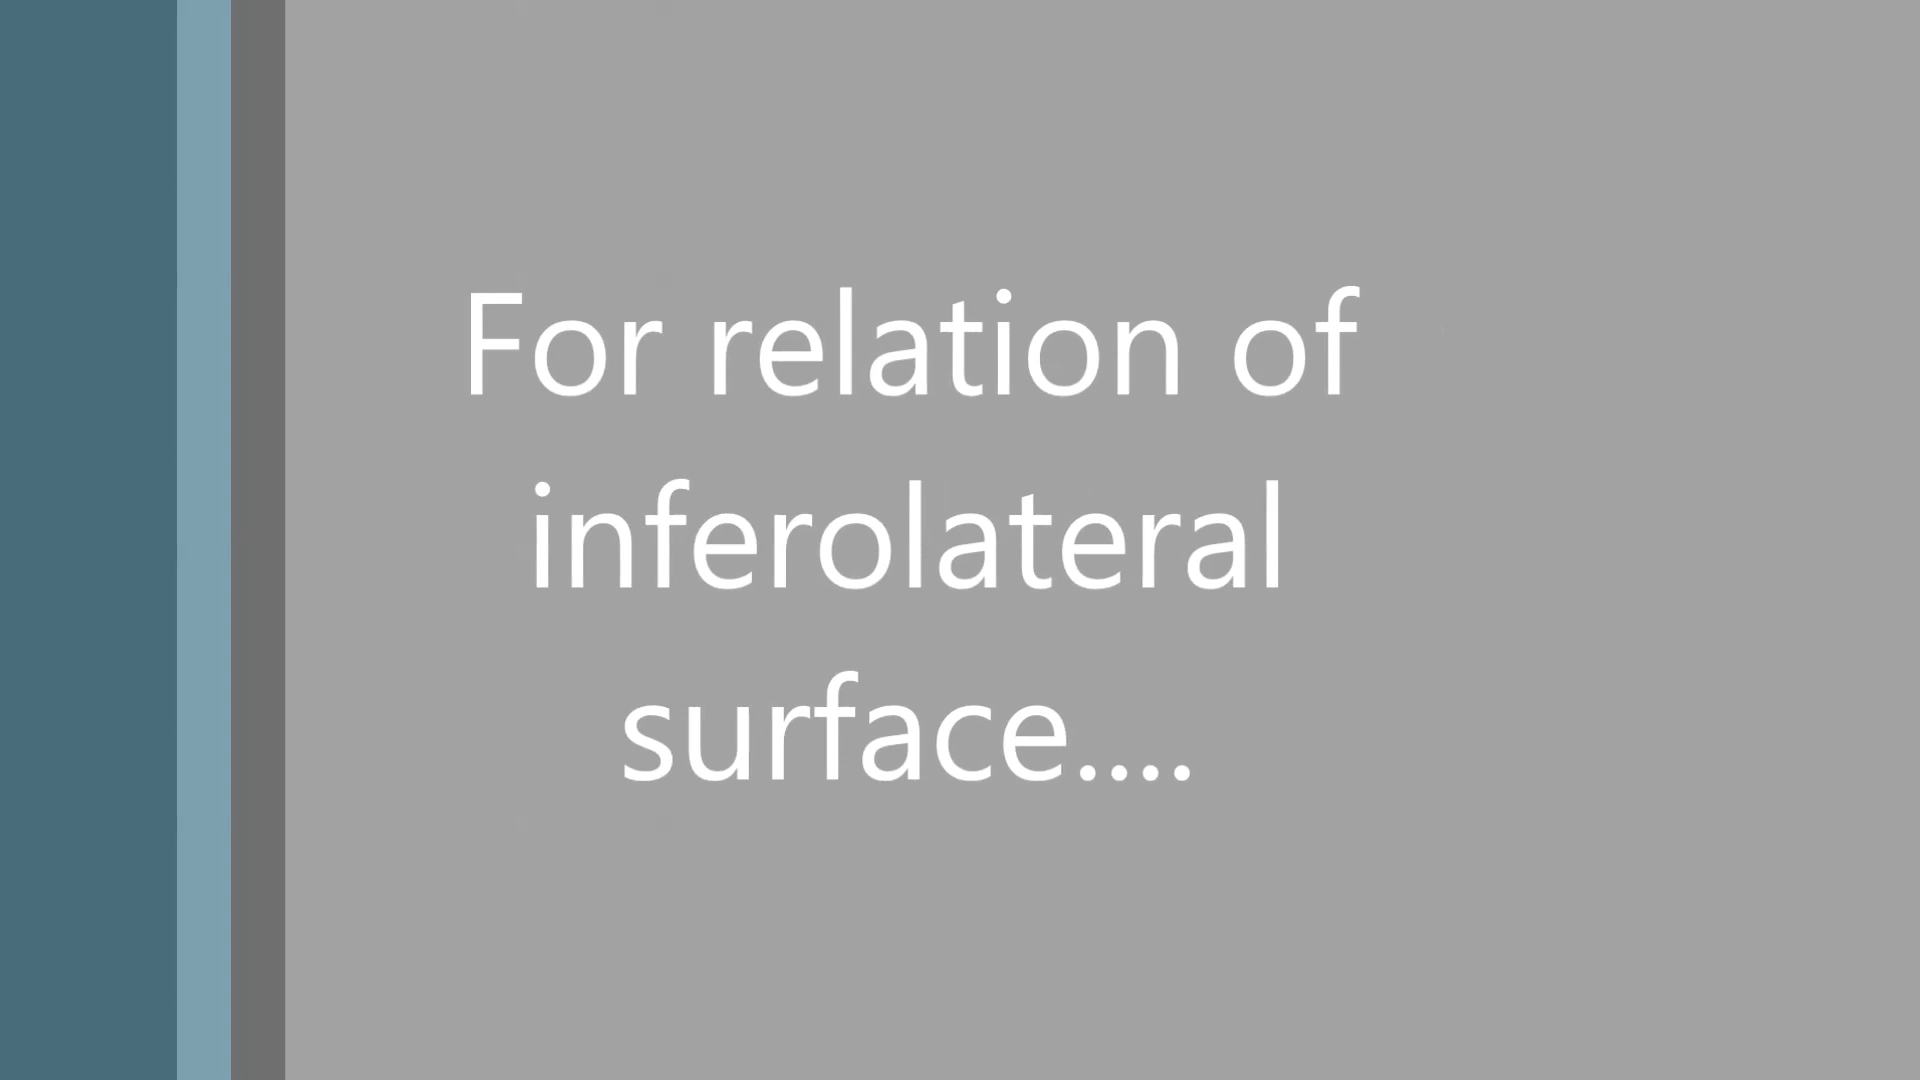 For relation of
inferolateral
surface....